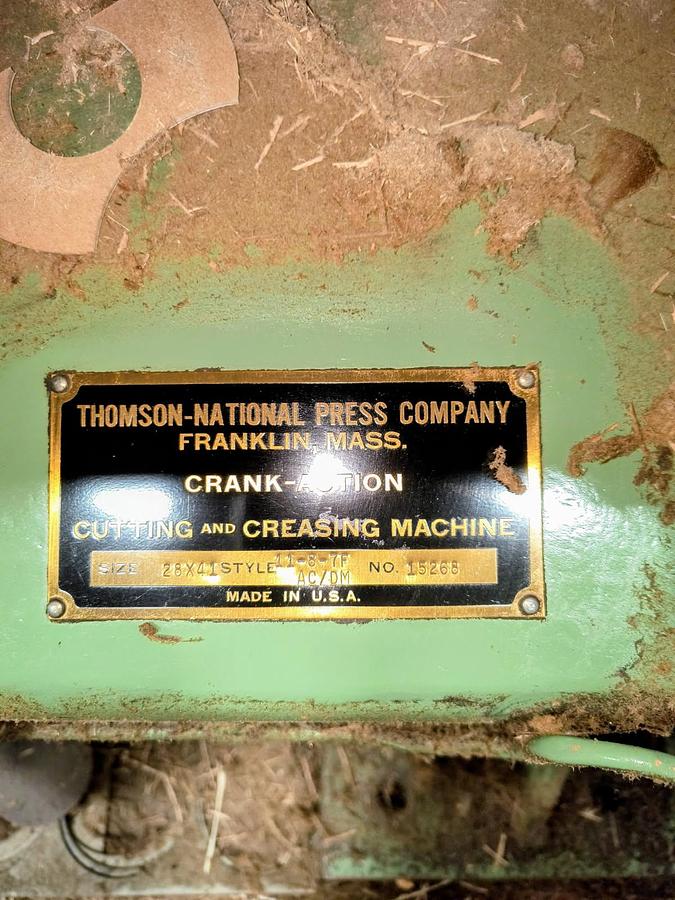 THOMSON-NATIONAL PRESS COMPANY
FRANKLIN, MASS.
CRANK-ACTION
CUTTING AND CREASING MACHINE
SIZE 28X41 STYLE 11-8-7F NO. 15268
AC/DM
MADE IN U.S.A.